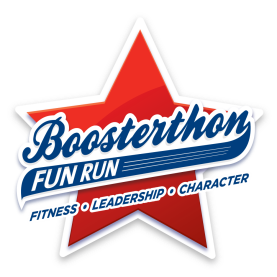 Boosterthon
FUN RUN
FITNESS • LEADERSHIP • CHARACTER